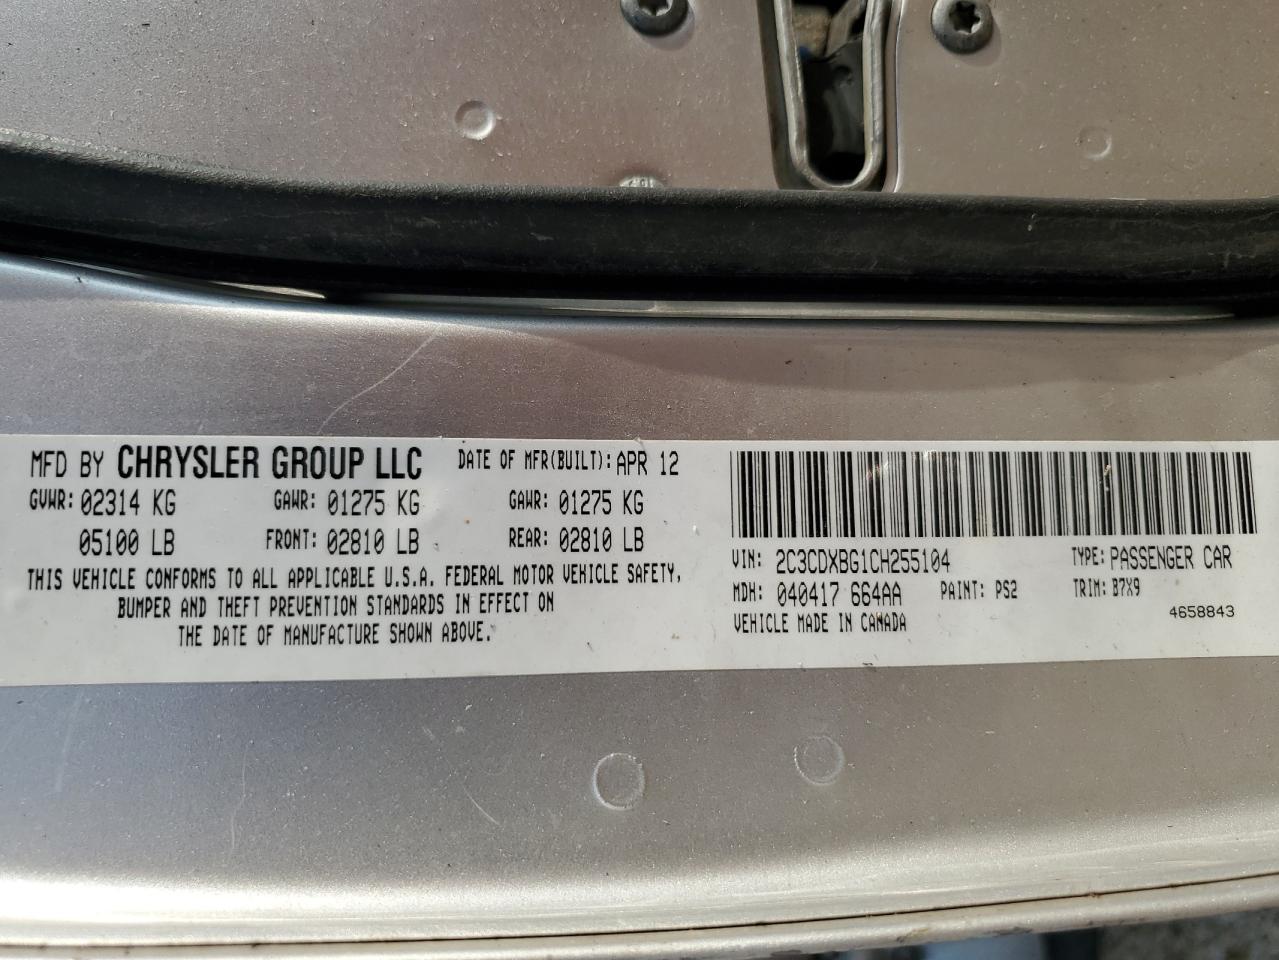 MFD BY CHRYSLER GROUP LLC DATE OF MFR(BUILT): APR 12
GVWR: 02314 KG GAWR: 01275 KG GAWR: 01275 KG
05100 LB FRONT: 02810 LB REAR: 02810 LB
THIS VEHICLE CONFORMS TO ALL APPLICABLE U.S.A. FEDERAL MOTOR VEHICLE SAFETY,
BUMPER AND THEFT PREVENTION STANDARDS IN EFFECT ON
THE DATE OF MANUFACTURE SHOWN ABOVE.
VIN: 2C3CDXBG1CH255104 TYPE: PASSENGER CAR
MDH: 040417 664AA PAINT: PS2 TRIM: B7X9
VEHICLE MADE IN CANADA 4658843